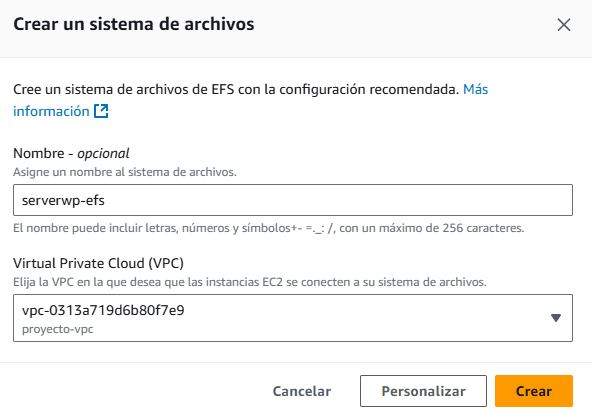 Crear un sistema de archivos
Cree un sistema de archivos de EFS con la configuración recomendada. Más
información
Nombre - opcional
Asigne un nombre al sistema de archivos.
serverwp-efs
El nombre puede incluir letras, números y símbolos+- =._: /, con un máximo de 256 caracteres.
Virtual Private Cloud (VPC)
Elija la VPC en la que desea que las instancias EC2 se conecten a su sistema de archivos.
vpc-0313a719d6b80f7e9
proyecto-vpc
Cancelar Personalizar Crear